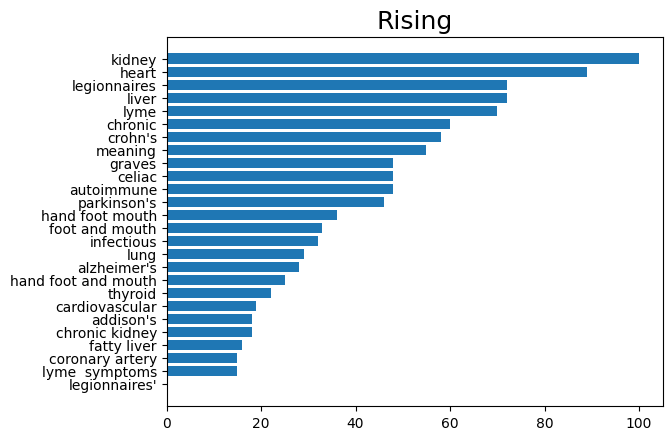 Rising
kidney
heart
legionnaires
liver
lyme
chronic
crohn's
meaning
graves
celiac
autoimmune
parkinson's
hand foot mouth
foot and mouth
infectious
lung
alzheimer's
hand foot and mouth
thyroid
cardiovascular
addison's
chronic kidney
fatty liver
coronary artery
lyme  symptoms
legionnaires'
0 20 40 60 80 100